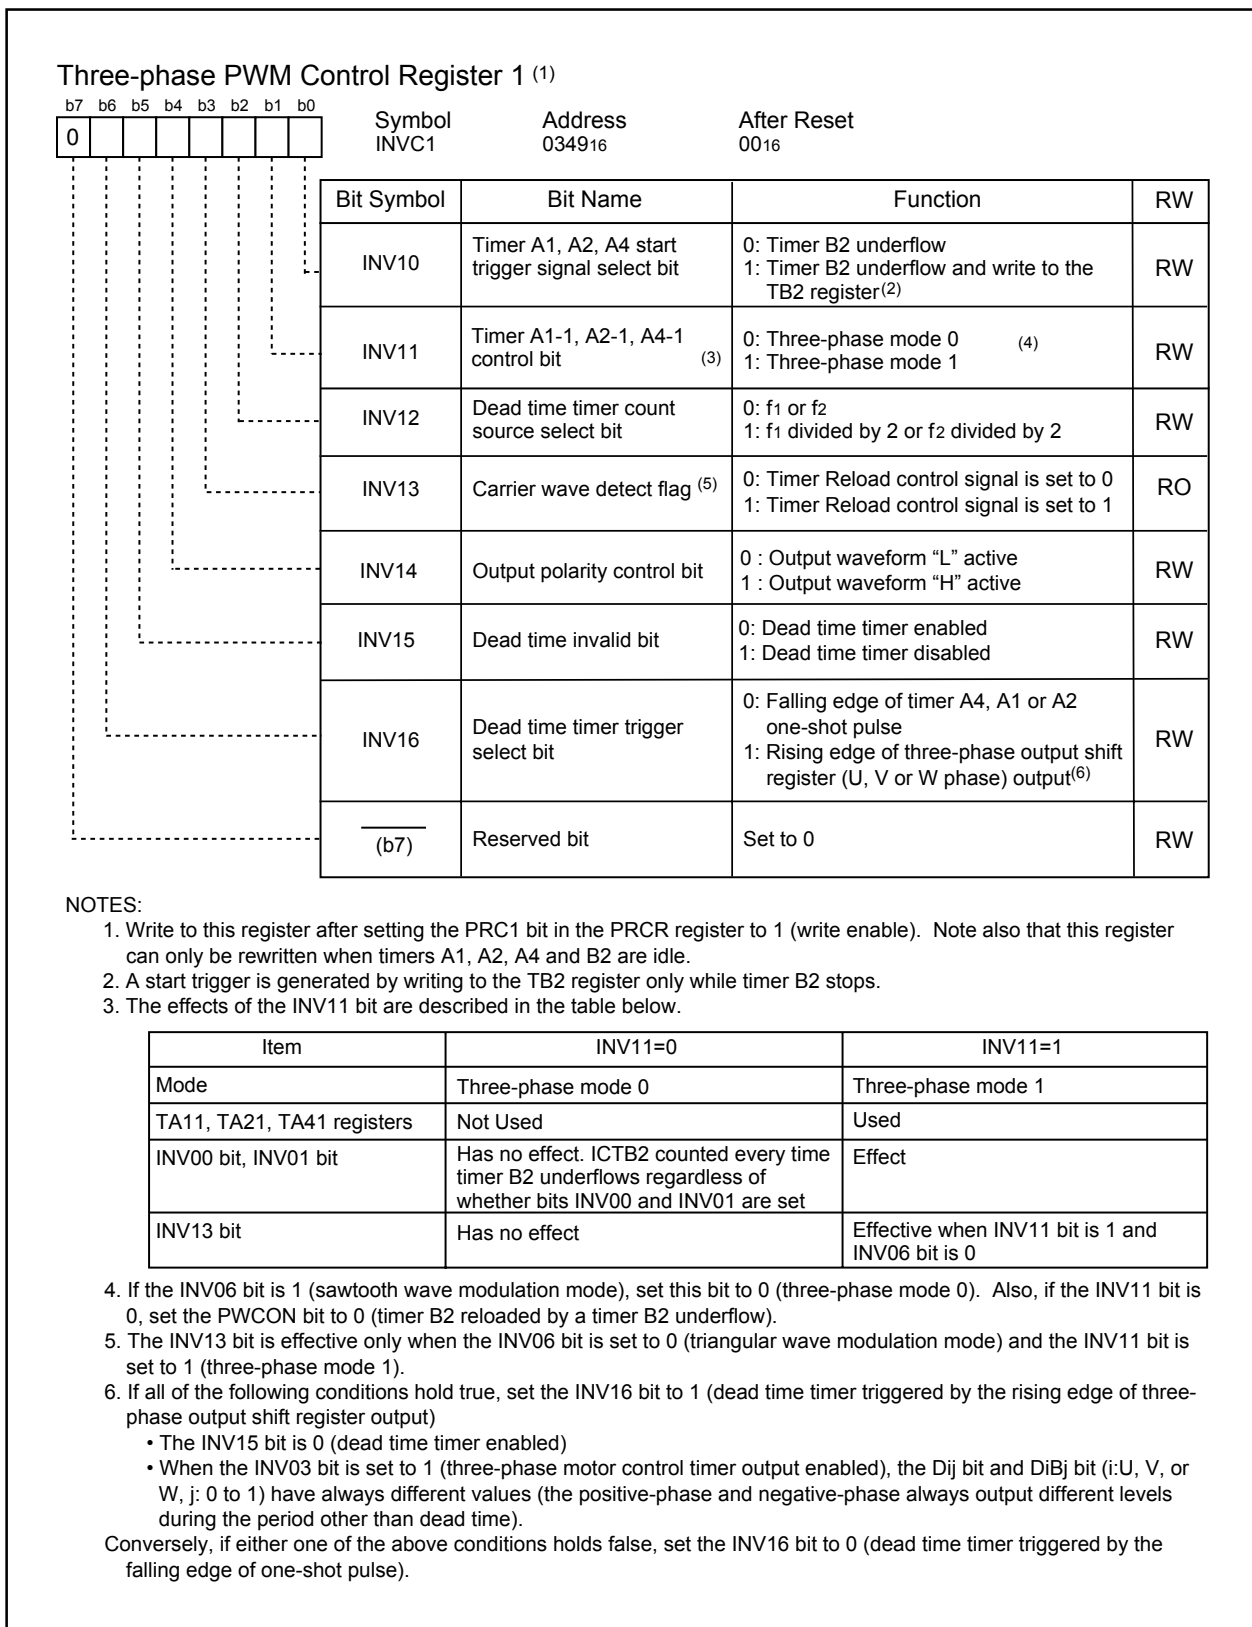 Three-phase PWM Control Register 1 (1)
b7 b6 b5 b4 b3 b2 b1 b0
0
Symbol Address After Reset
INVC1 034916 0016
Bit Symbol Bit Name Function RW
INV10
Timer A1, A2, A4 start
trigger signal select bit
0: Timer B2 underflow
1: Timer B2 underflow and write to the
TB2 register(2)
RW
INV11
Timer A1-1, A2-1, A4-1
control bit (3)
0: Three-phase mode 0 (4)
1: Three-phase mode 1
RW
INV12
Dead time timer count
source select bit
0: f1 or f2
1: f1 divided by 2 or f2 divided by 2
RW
INV13
Carrier wave detect flag (5)
0: Timer Reload control signal is set to 0
1: Timer Reload control signal is set to 1
RO
INV14
Output polarity control bit
0 : Output waveform “L” active
1 : Output waveform “H” active
RW
INV15
Dead time invalid bit
0: Dead time timer enabled
1: Dead time timer disabled
RW
INV16
Dead time timer trigger
select bit
0: Falling edge of timer A4, A1 or A2
one-shot pulse
1: Rising edge of three-phase output shift
register (U, V or W phase) output(6)
RW
(b7)
Reserved bit
Set to 0
RW
NOTES:
1. Write to this register after setting the PRC1 bit in the PRCR register to 1 (write enable). Note also that this register
can only be rewritten when timers A1, A2, A4 and B2 are idle.
2. A start trigger is generated by writing to the TB2 register only while timer B2 stops.
3. The effects of the INV11 bit are described in the table below.
Item INV11=0 INV11=1
Mode Three-phase mode 0 Three-phase mode 1
TA11, TA21, TA41 registers Not Used Used
INV00 bit, INV01 bit
Has no effect. ICTB2 counted every time
timer B2 underflows regardless of
whether bits INV00 and INV01 are set
Effect
INV13 bit
Has no effect
Effective when INV11 bit is 1 and
INV06 bit is 0
4. If the INV06 bit is 1 (sawtooth wave modulation mode), set this bit to 0 (three-phase mode 0). Also, if the INV11 bit is
0, set the PWCON bit to 0 (timer B2 reloaded by a timer B2 underflow).
5. The INV13 bit is effective only when the INV06 bit is set to 0 (triangular wave modulation mode) and the INV11 bit is
set to 1 (three-phase mode 1).
6. If all of the following conditions hold true, set the INV16 bit to 1 (dead time timer triggered by the rising edge of three-
phase output shift register output)
• The INV15 bit is 0 (dead time timer enabled)
• When the INV03 bit is set to 1 (three-phase motor control timer output enabled), the Dij bit and DiBj bit (i:U, V, or
W, j: 0 to 1) have always different values (the positive-phase and negative-phase always output different levels
during the period other than dead time).
Conversely, if either one of the above conditions holds false, set the INV16 bit to 0 (dead time timer triggered by the
falling edge of one-shot pulse).